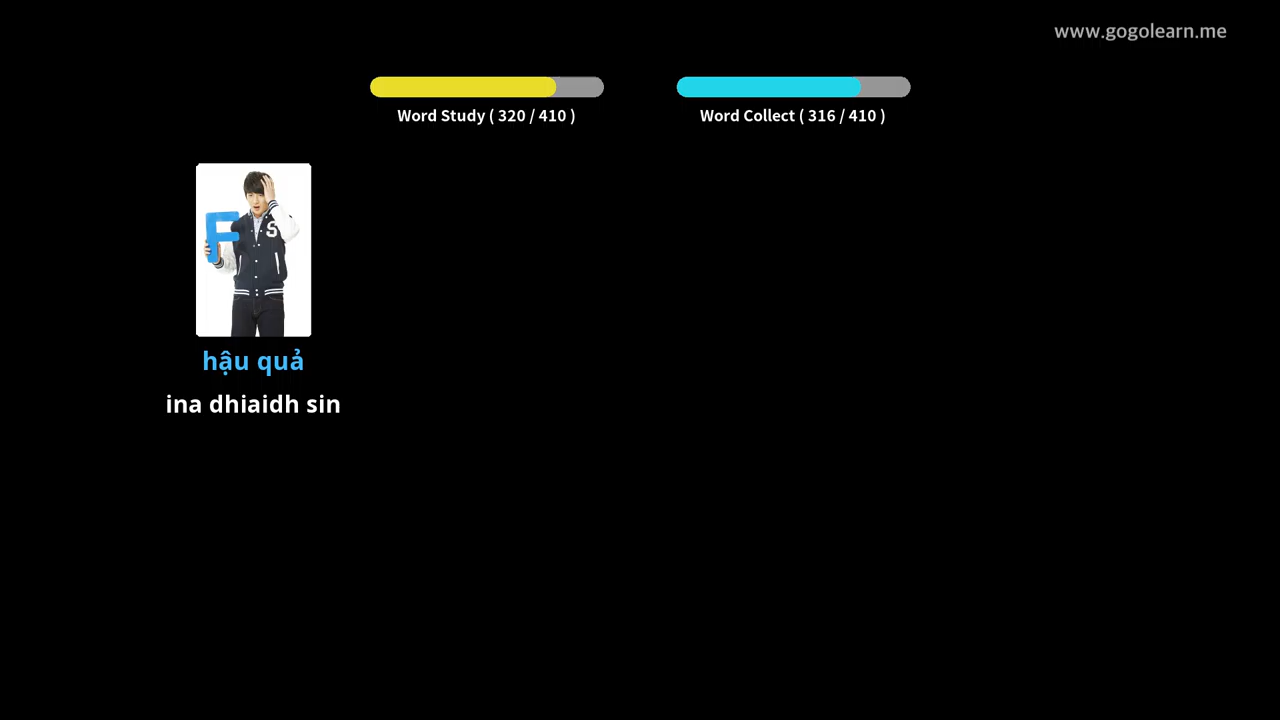 www.gogolearn.me
Word Study ( 320 / 410 )
Word Collect ( 316 / 410 )
F
S
hậu quả
ina dhiaidh sin